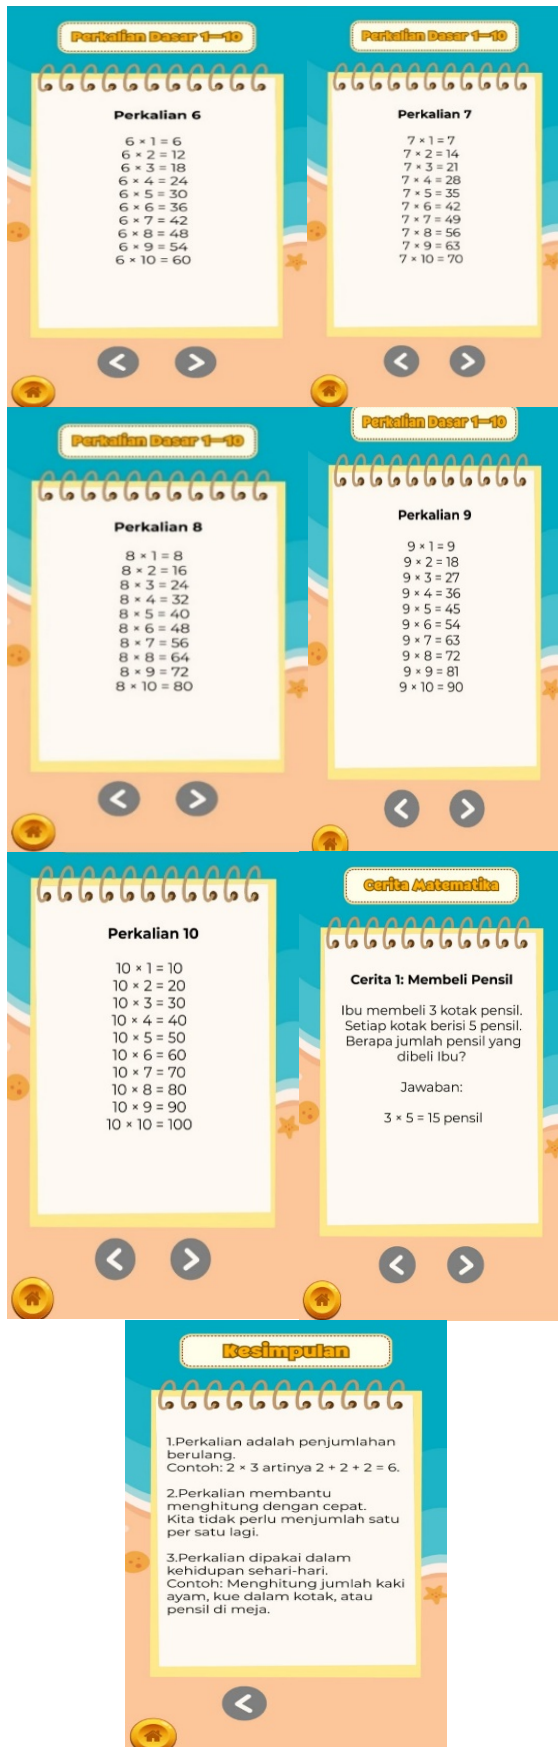 Perkalian Dasar 1—10
Perkalian 6
6 × 1 = 6
6 × 2 = 12
6 × 3 = 18
6 × 4 = 24
6 × 5 = 30
6 × 6 = 36
6 × 7 = 42
6 × 8 = 48
6 × 9 = 54
6 × 10 = 60
Perkalian Dasar 1—10
Perkalian 7
7 × 1 = 7
7 × 2 = 14
7 × 3 = 21
7 × 4 = 28
7 × 5 = 35
7 × 6 = 42
7 × 7 = 49
7 × 8 = 56
7 × 9 = 63
7 × 10 = 70
Perkalian Dasar 1—10
Perkalian 8
8 × 1 = 8
8 × 2 = 16
8 × 3 = 24
8 × 4 = 32
8 × 5 = 40
8 × 6 = 48
8 × 7 = 56
8 × 8 = 64
8 × 9 = 72
8 × 10 = 80
Perkalian Dasar 1—10
Perkalian 9
9 × 1 = 9
9 × 2 = 18
9 × 3 = 27
9 × 4 = 36
9 × 5 = 45
9 × 6 = 54
9 × 7 = 63
9 × 8 = 72
9 × 9 = 81
9 × 10 = 90
Perkalian 10
10 × 1 = 10
10 × 2 = 20
10 × 3 = 30
10 × 4 = 40
10 × 5 = 50
10 × 6 = 60
10 × 7 = 70
10 × 8 = 80
10 × 9 = 90
10 × 10 = 100
Cerita Matematika
Cerita 1: Membeli Pensil
Ibu membeli 3 kotak pensil.
Setiap kotak berisi 5 pensil.
Berapa jumlah pensil yang
dibeli Ibu?
Jawaban:
3 × 5 = 15 pensil
Kesimpulan
1.Perkalian adalah penjumlahan
berulang.
Contoh: 2 × 3 artinya 2 + 2 + 2 = 6.
2.Perkalian membantu
menghitung dengan cepat.
Kita tidak perlu menjumlah satu
per satu lagi.
3.Perkalian dipakai dalam
kehidupan sehari-hari.
Contoh: Menghitung jumlah kaki
ayam, kue dalam kotak, atau
pensil di meja.